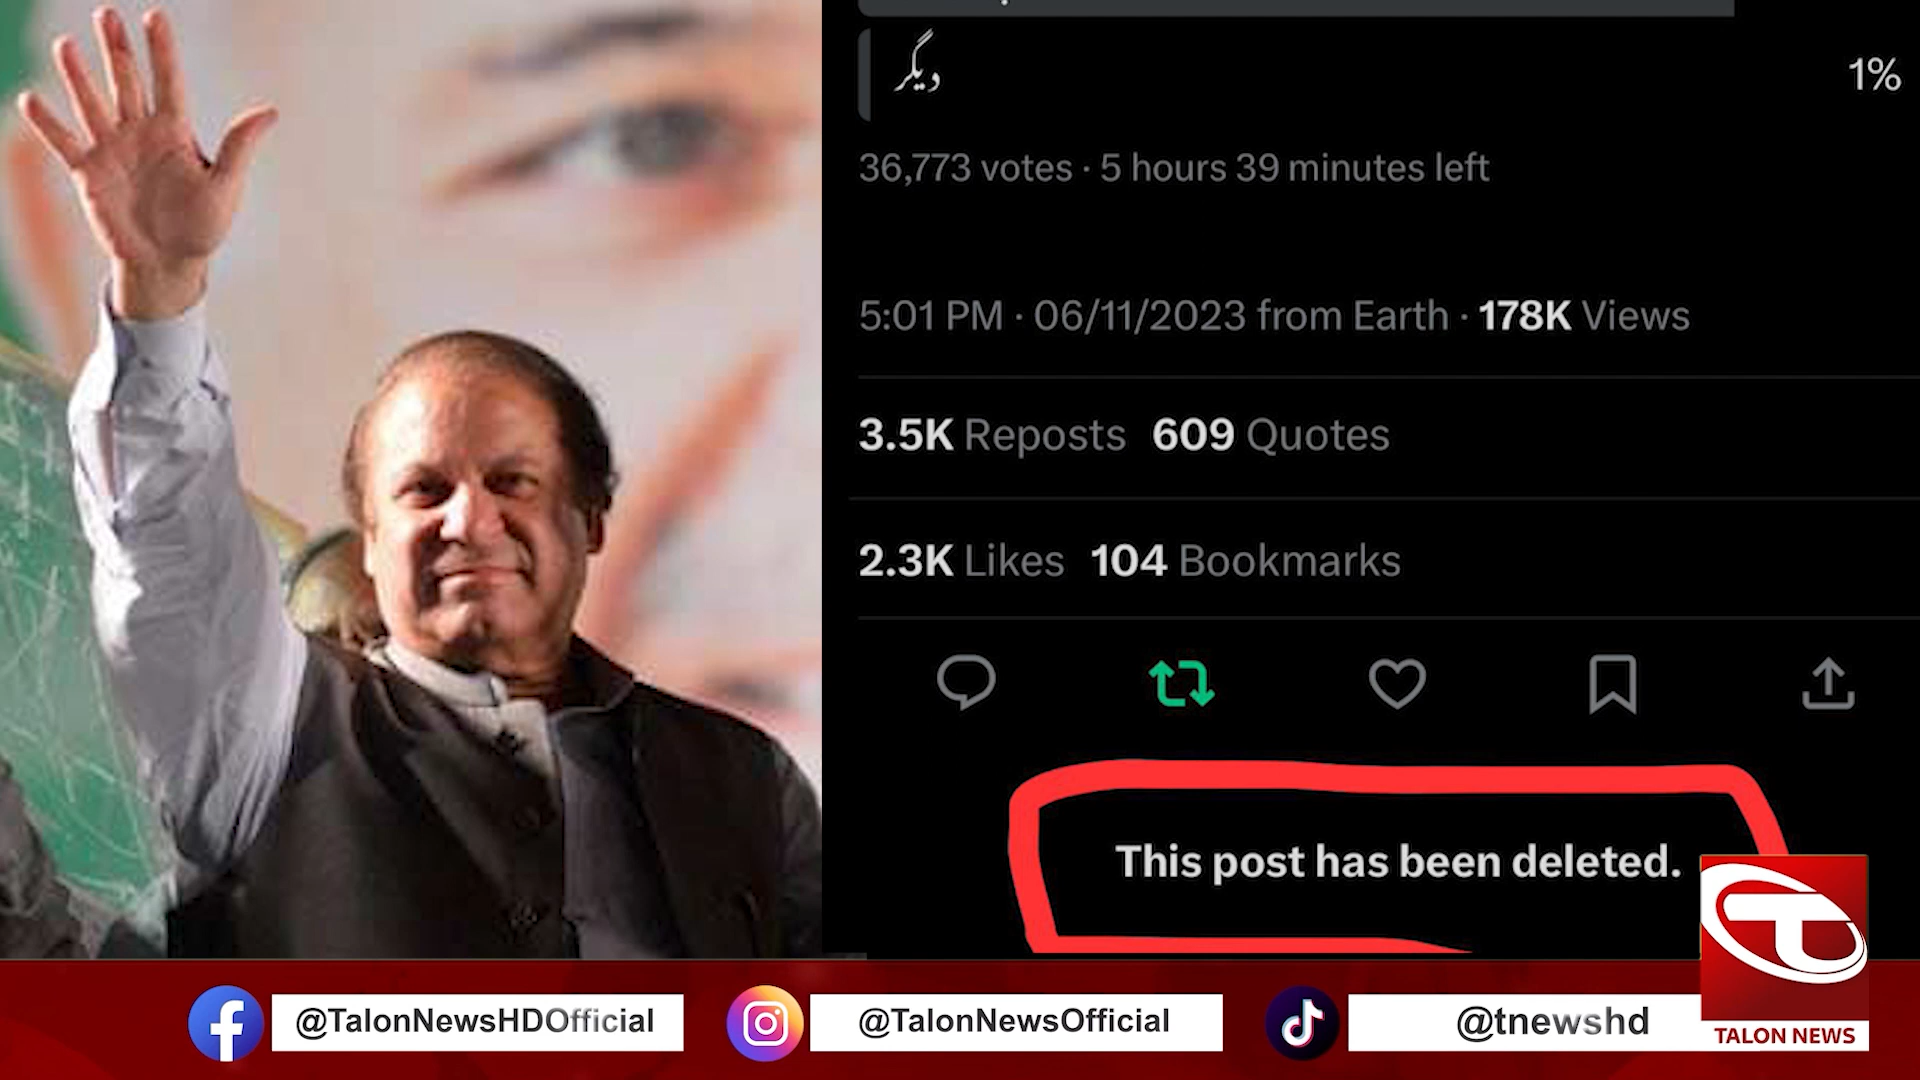 دیگر
1%
36,773 votes · 5 hours 39 minutes left
5:01 PM · 06/11/2023 from Earth · 178K Views
3.5K Reposts 609 Quotes
2.3K Likes 104 Bookmarks
This post has been deleted.
@TalonNewsHDOfficial
@TalonNewsOfficial
@tnewshd
TALON NEWS